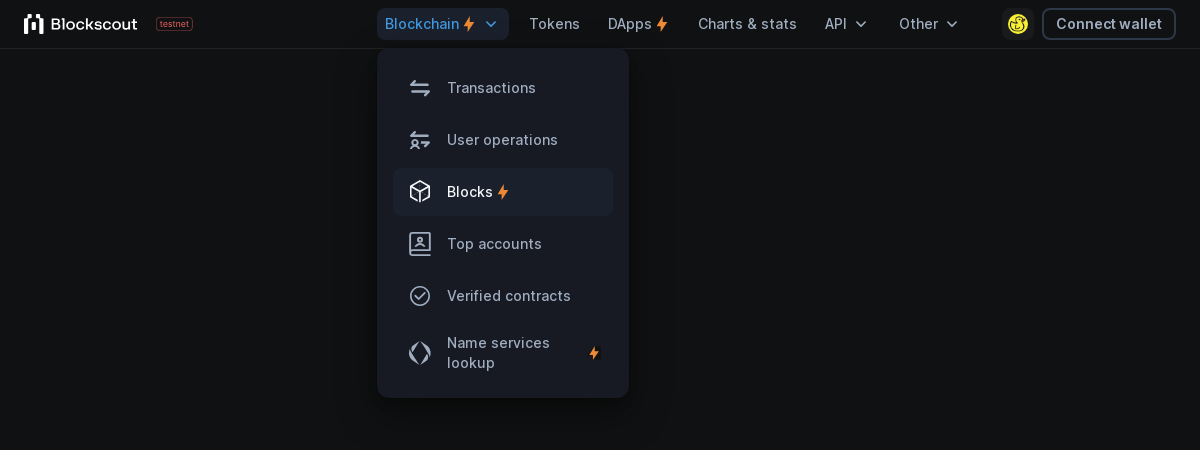 Blockscout testnet Blockchain Tokens DApps Charts & stats API Other Connect wallet
Transactions
User operations
Blocks
Top accounts
Verified contracts
Name services
lookup